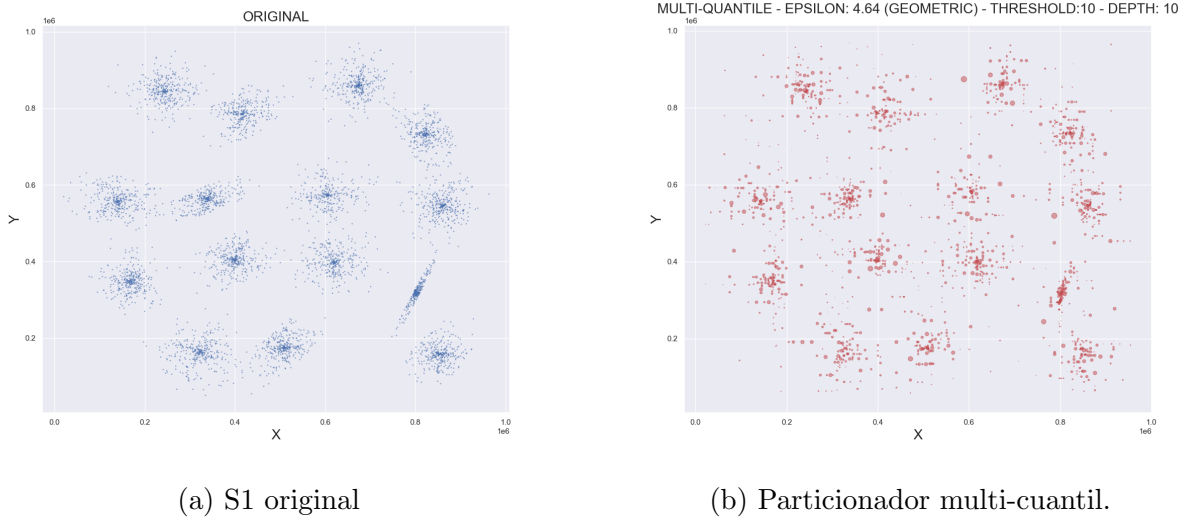 ORIGINAL
1e6
1.0
0.8
0.6
0.4
0.2
Y
0.0
0.2
0.4
0.6
0.8
1.0
1e6
X
(a) S1 original
MULTI-QUANTILE - EPSILON: 4.64 (GEOMETRIC) - THRESHOLD:10 - DEPTH: 10
1e6
1.0
0.8
0.6
0.4
0.2
Y
0.0
0.2
0.4
0.6
0.8
1.0
1e6
X
(b) Particionador multi-cuantil.